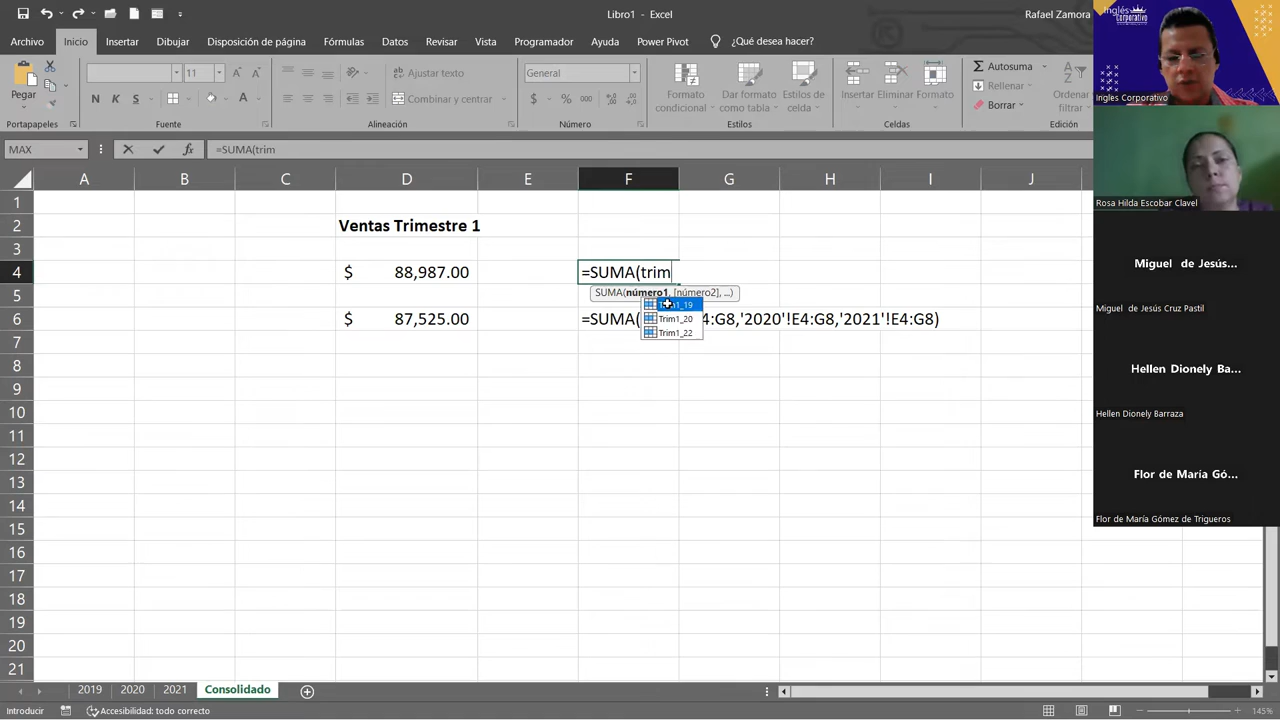 Libro1 - Excel
Rafael Zamora
Archivo Inicio Insertar Dibujar Disposición de página Fórmulas Datos Revisar Vista Programador Ayuda Power Pivot ¿Qué desea hacer?
Pegar
11
N K S
Ajustar texto
Combinar y centrar
General
$ % 000
Formato condicional
Dar formato como tabla
Estilos de celda
Insertar Eliminar Formato
Autosuma
Rellenar
Borrar
Ordenar
filtrar
Portapapeles Fuente Alineación Número Estilos Celdas Edición
MAX
fx
=SUMA(trim
A B C D E F G H I J
1
2 Ventas Trimestre 1
3
4 $ 88,987.00 =SUMA(trim
5 SUMA(número1, [número2], ...)
Trim1_20
Trim1_22
6 $ 87,525.00 =SUMA( 4:G8,'2020'!E4:G8,'2021'!E4:G8)
7
8
9
10
11
12
13
14
15
16
17
18
19
20
21
2019 2020 2021 Consolidado
Introducir
Accesibilidad: todo correcto
145%
Inglés
Corporativo
Ingles Corporativo
Rosa Hilda Escobar Clavel
Miguel de Jesús...
Miguel de Jesús Cruz Pastil
Hellen Dionely Ba...
Hellen Dionely Barraza
Flor de María Gó...
Flor de María Gómez de Trigueros